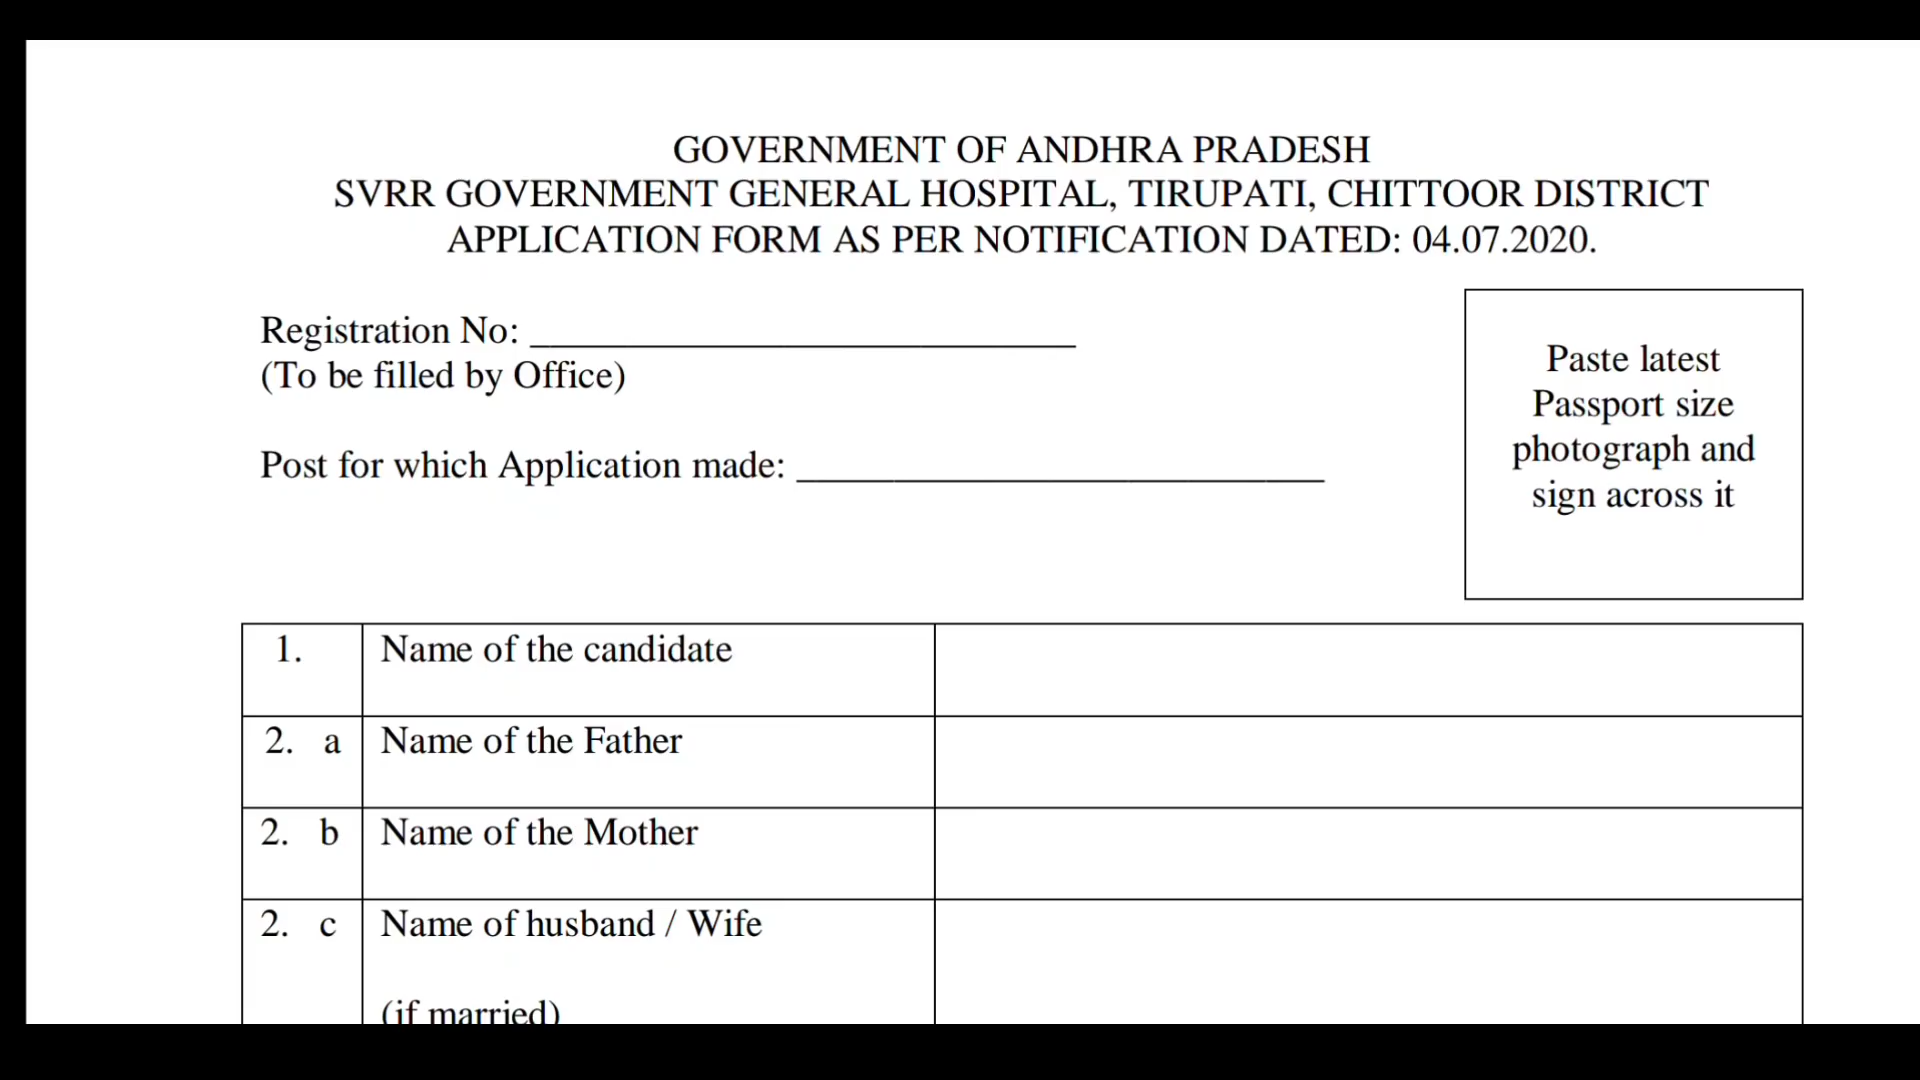 GOVERNMENT OF ANDHRA PRADESH
SVRR GOVERNMENT GENERAL HOSPITAL, TIRUPATI, CHITTOOR DISTRICT
APPLICATION FORM AS PER NOTIFICATION DATED: 04.07.2020.
Registration No: ____________________________
(To be filled by Office)
Post for which Application made: ___________________________
Paste latest
Passport size
photograph and
sign across it
1. Name of the candidate
2. a Name of the Father
2. b Name of the Mother
2. c Name of husband / Wife
(if married)